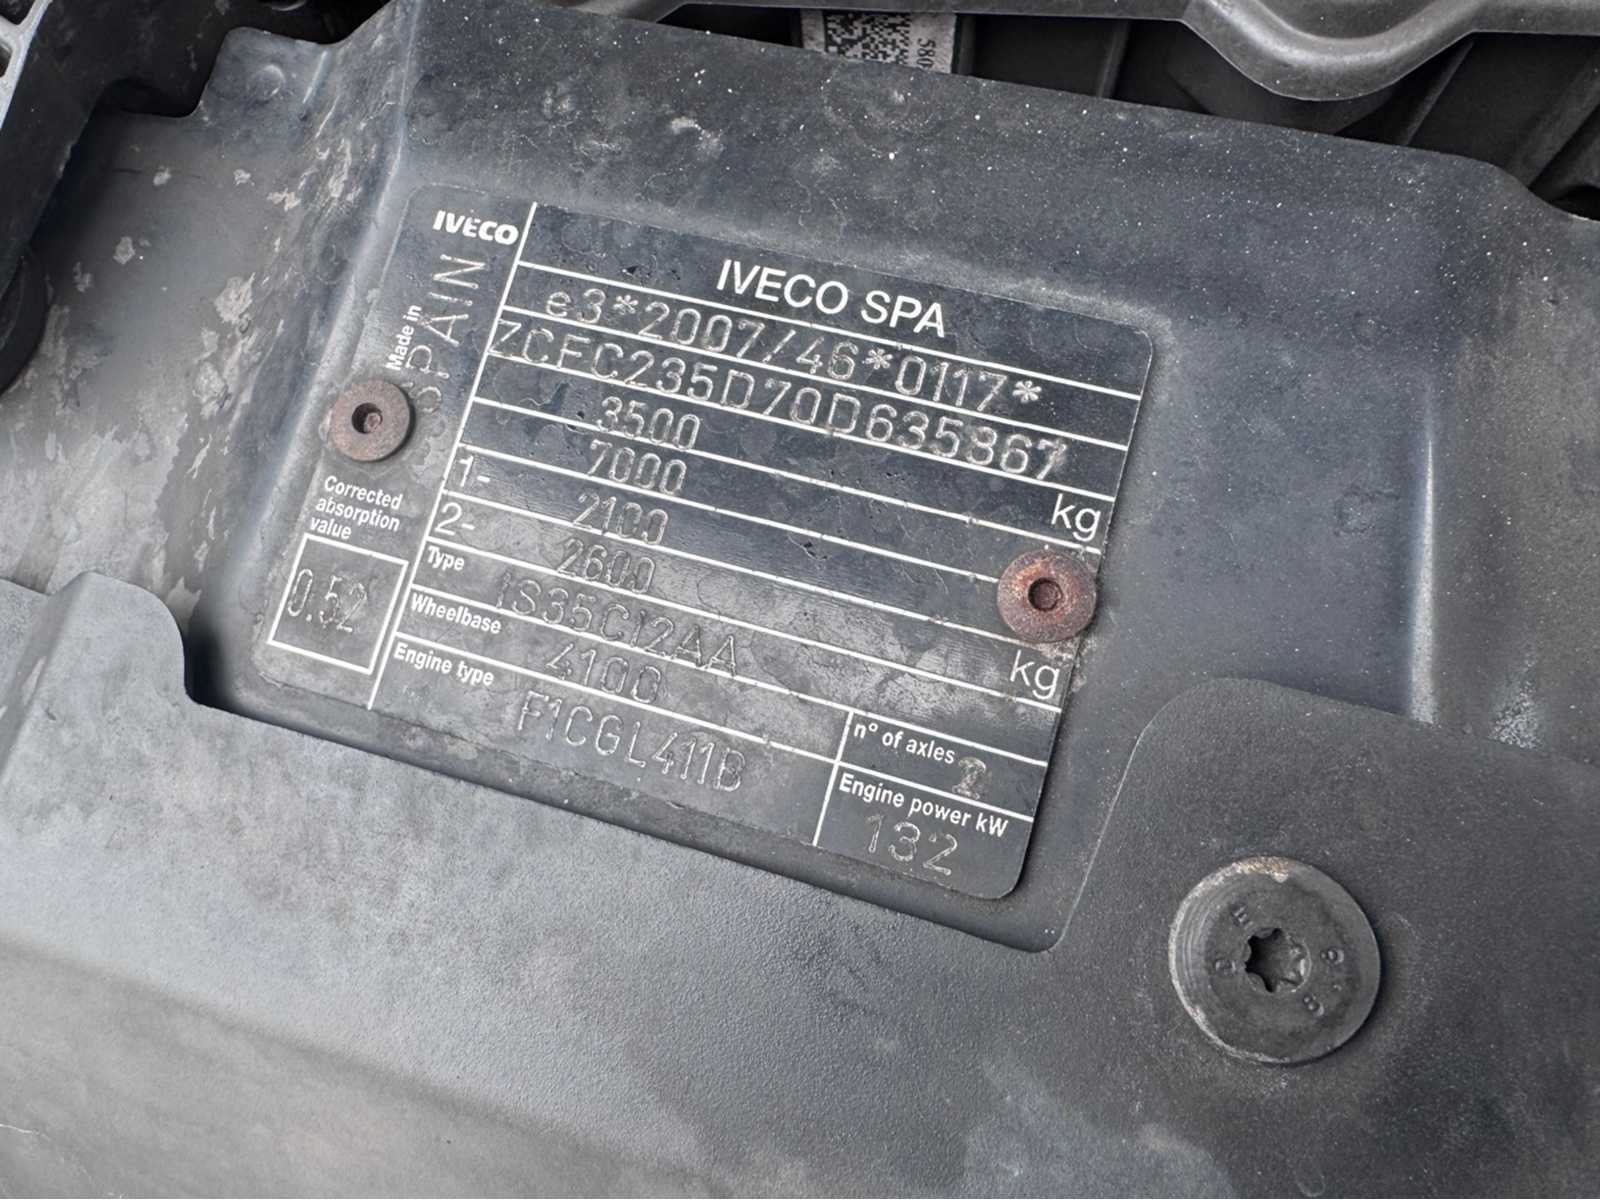 IVECO
IVECO SPA
Made in
SPAIN
e3*2007/46*0117*
ZCFC235D70D635867
3500 kg
7000
1- 2100
2- 2600 kg
Type IS35CI2AA
Wheelbase 4100
n° of axles 2
Engine type F1CGL411B
Engine power kW
132
Corrected
absorption
value
0.52